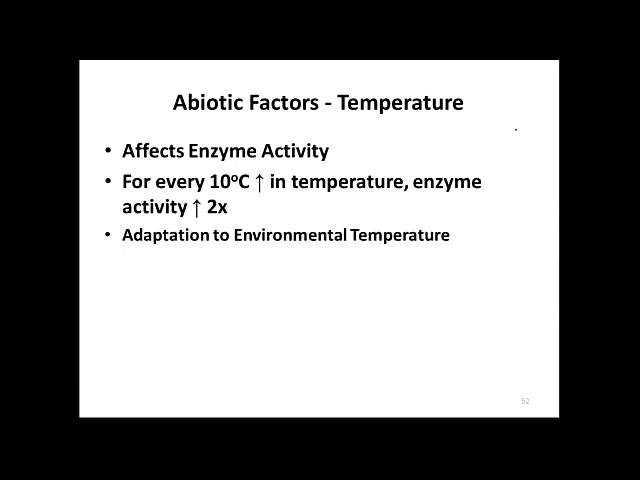 Abiotic Factors - Temperature
• Affects Enzyme Activity
• For every 10ºC ↑ in temperature, enzyme
activity ↑ 2x
• Adaptation to Environmental Temperature
52